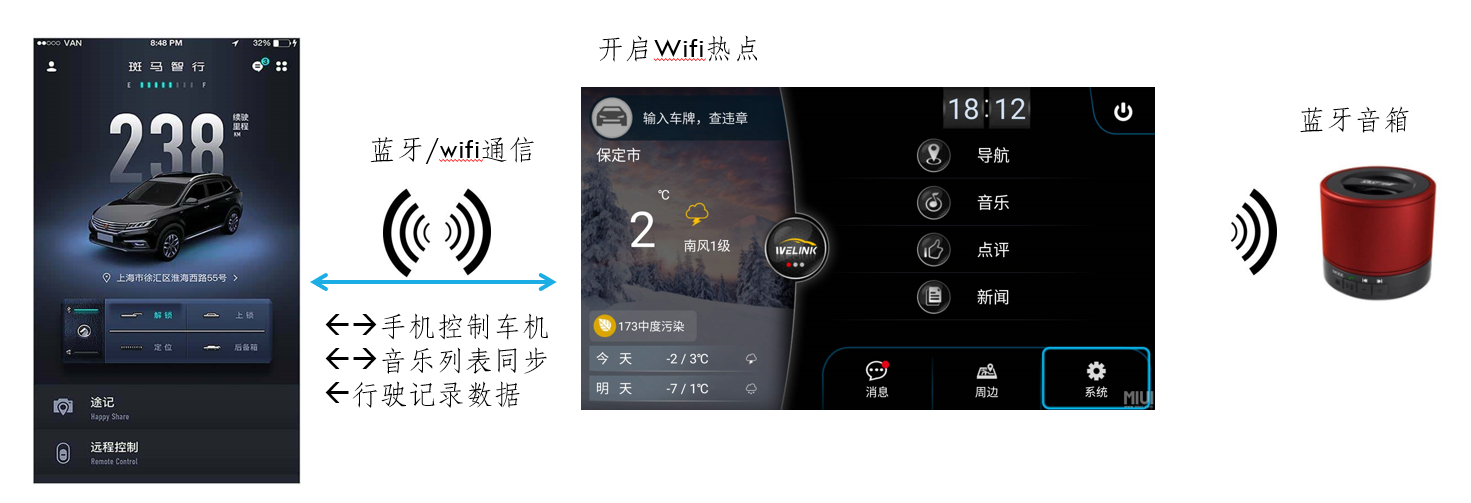 ●●○○○ VAN 8:48 PM 32%
斑马智行
3
E F
238
续驶
里程
KM
上海市徐汇区淮海西路55号 >
解锁
上锁
定位
后备箱
途记
Happy Share
远程控制
Remote Control
蓝牙/wifi通信
←→手机控制车机
←→音乐列表同步
←行驶记录数据
开启Wifi热点
输入车牌，查违章
保定市
℃
2
南风1级
173中度污染
今 天 -2 / 3℃
明 天 -7 / 1℃
WELINK
18:12
导航
音乐
点评
新闻
消息
周边
系统
MIUI
蓝牙音箱